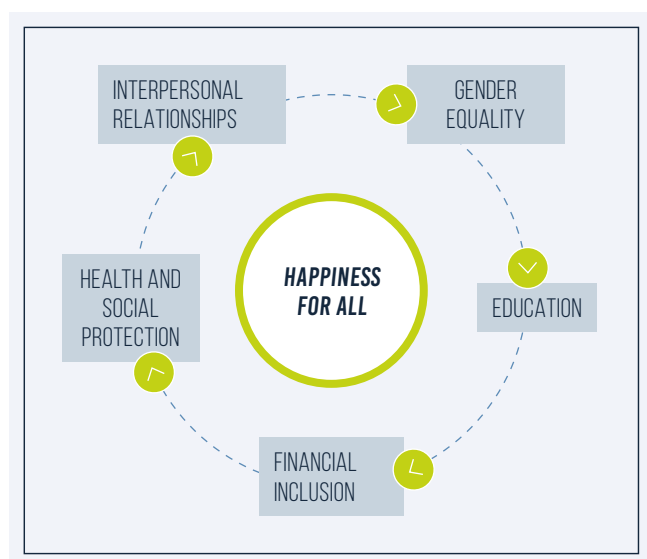 INTERPERSONAL
RELATIONSHIPS
GENDER
EQUALITY
HEALTH AND
SOCIAL
PROTECTION
HAPPINESS
FOR ALL
EDUCATION
FINANCIAL
INCLUSION